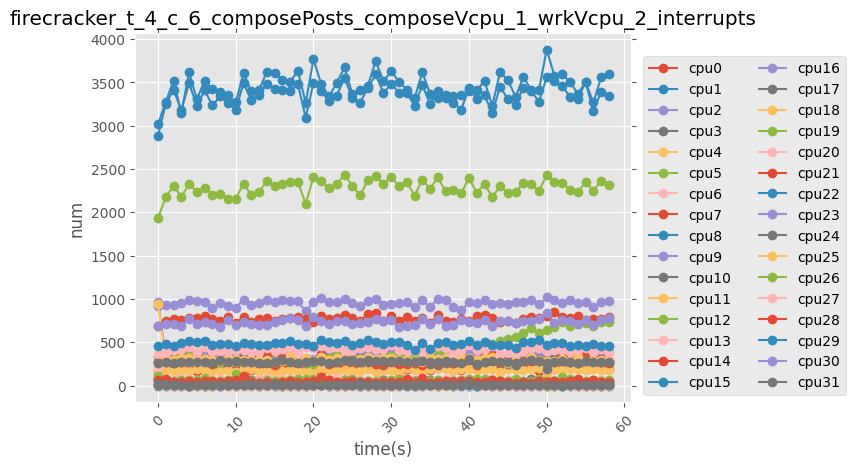 firecracker_t_4_c_6_composePosts_composeVcpu_1_wrkVcpu_2_interrupts
4000
3500
3000
2500
2000
1500
1000
500
0
num
0
10
20
30
40
50
60
time(s)
cpu0
cpu1
cpu2
cpu3
cpu4
cpu5
cpu6
cpu7
cpu8
cpu9
cpu10
cpu11
cpu12
cpu13
cpu14
cpu15
cpu16
cpu17
cpu18
cpu19
cpu20
cpu21
cpu22
cpu23
cpu24
cpu25
cpu26
cpu27
cpu28
cpu29
cpu30
cpu31